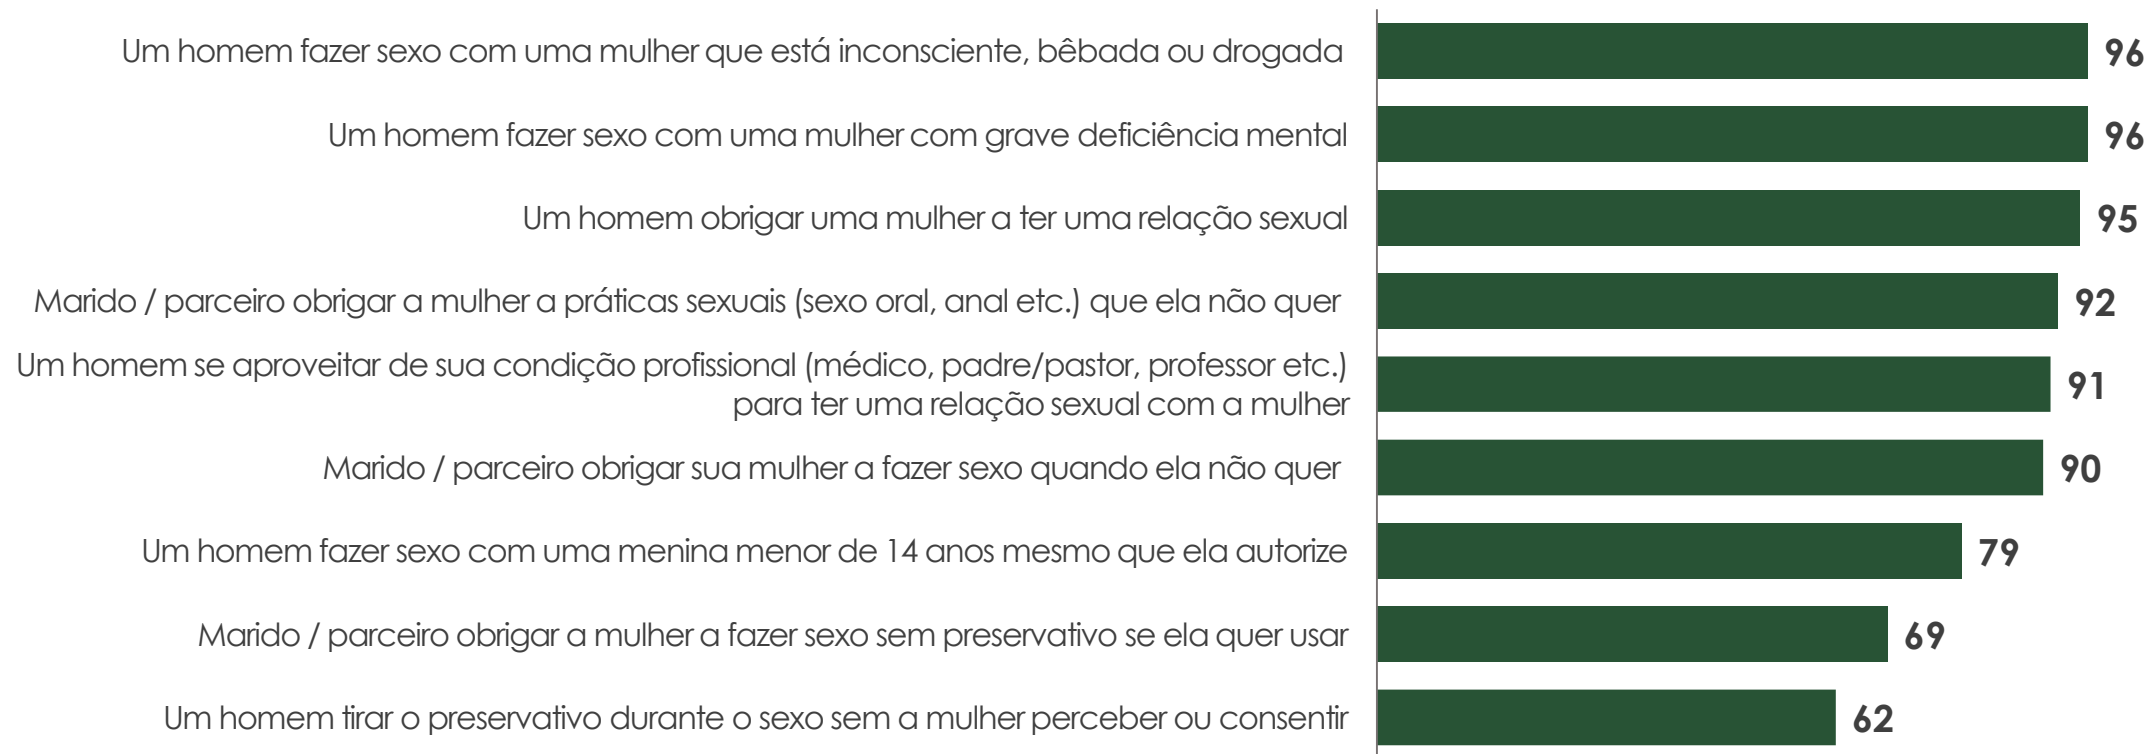 Um homem fazer sexo com uma mulher que está inconsciente, bêbada ou drogada 96
Um homem fazer sexo com uma mulher com grave deficiência mental 96
Um homem obrigar uma mulher a ter uma relação sexual 95
Marido / parceiro obrigar a mulher a práticas sexuais (sexo oral, anal etc.) que ela não quer 92
Um homem se aproveitar de sua condição profissional (médico, padre/pastor, professor etc.)
para ter uma relação sexual com a mulher 91
Marido / parceiro obrigar sua mulher a fazer sexo quando ela não quer 90
Um homem fazer sexo com uma menina menor de 14 anos mesmo que ela autorize 79
Marido / parceiro obrigar a mulher a fazer sexo sem preservativo se ela quer usar 69
Um homem tirar o preservativo durante o sexo sem a mulher perceber ou consentir 62